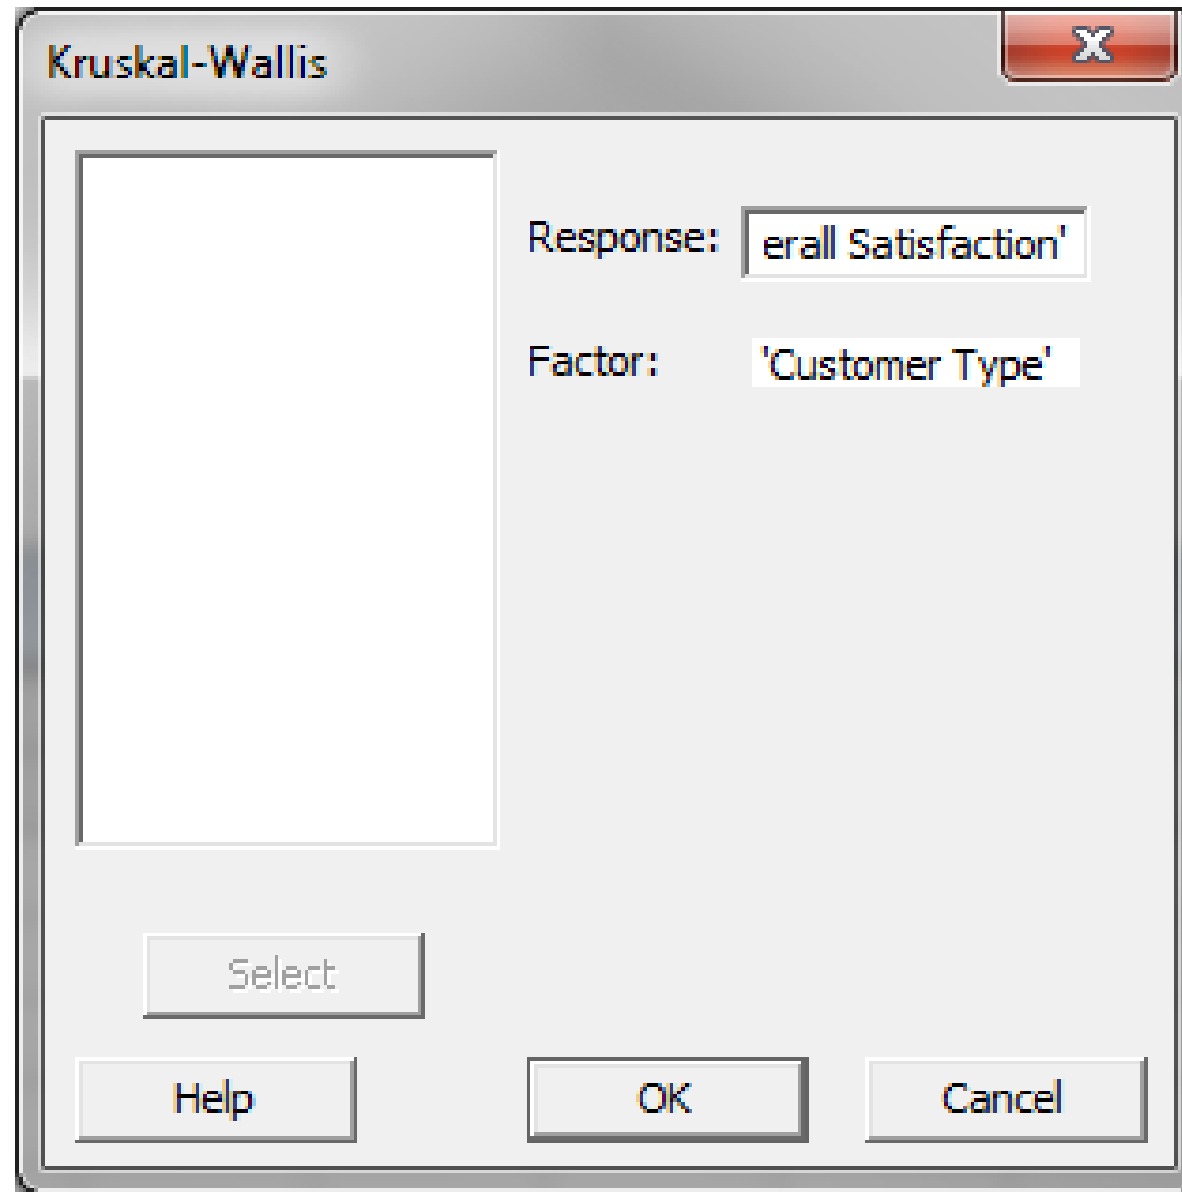 Kruskal-Wallis
Response: erall Satisfaction'
Factor: 'Customer Type'
Select
Help OK Cancel